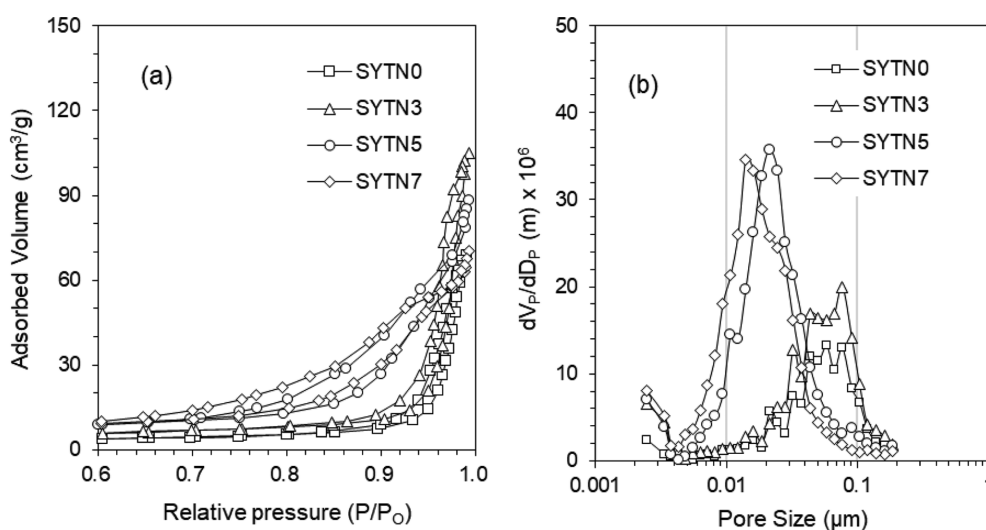 (a)
SYTN0
SYTN3
SYTN5
SYTN7
150
120
90
60
30
0
0.6 0.7 0.8 0.9 1.0
Adsorbed Volume (cm³/g)
Relative pressure (P/P₀)
(b)
SYTN0
SYTN3
SYTN5
SYTN7
50
40
30
20
10
0
0.001 0.01 0.1 1
dVₚ/dDₚ (m) x 10⁶
Pore Size (µm)